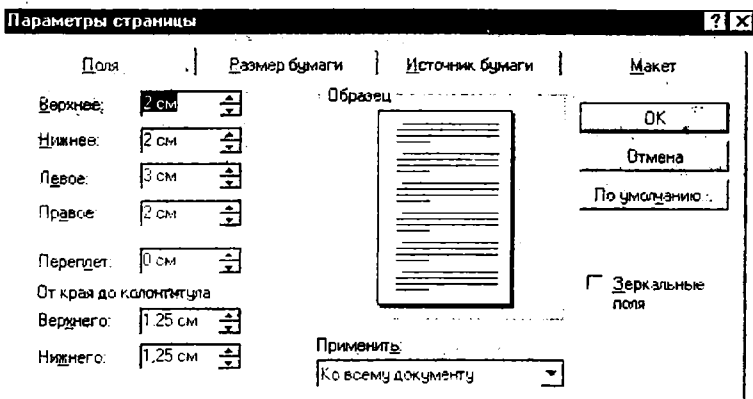 Параметры страницы
Поля Размер бумаги Источник бумаги Макет
Верхнее: 2 см
Нижнее: 2 см
Левое: 3 см
Правое: 2 см
Переплет: 0 см
От края до колонтитула
Верхнего: 1.25 см
Нижнего: 1,25 см
Образец
Применить:
Ко всему документу
OK
Отмена
По умолчанию...
Зеркальные
поля